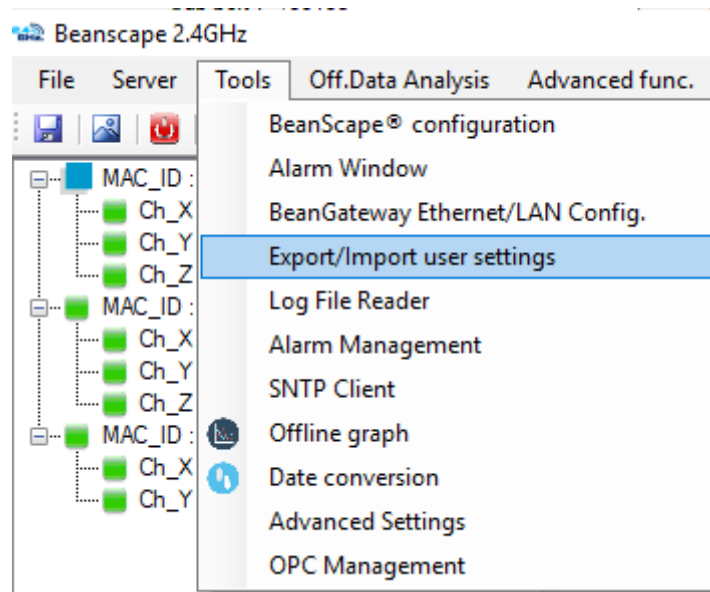 Beanscape 2.4GHz
File Server Tools Off.Data Analysis Advanced func.
BeanScape® configuration
Alarm Window
BeanGateway Ethernet/LAN Config.
Export/Import user settings
Log File Reader
Alarm Management
SNTP Client
Offline graph
Date conversion
Advanced Settings
OPC Management
MAC_ID :
Ch_X
Ch_Y
Ch_Z
MAC_ID :
Ch_X
Ch_Y
Ch_Z
MAC_ID :
Ch_X
Ch_Y